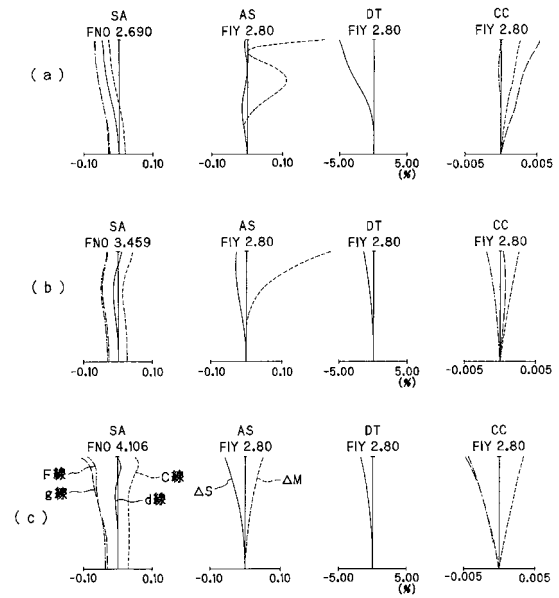 SA AS DT CC
FNO 2.690 FIY 2.80 FIY 2.80 FIY 2.80
(a)
-0.10 0.10 -0.10 0.10 -5.00 5.00 -0.005 0.005
(%)
SA AS DT CC
FNO 3.459 FIY 2.80 FIY 2.80 FIY 2.80
(b)
-0.10 0.10 -0.10 0.10 -5.00 5.00 -0.005 0.005
(%)
SA AS DT CC
FNO 4.106 FIY 2.80 FIY 2.80 FIY 2.80
F線 C線 ΔS ΔM
g線 d線
(c)
-0.10 0.10 -0.10 0.10 -5.00 5.00 -0.005 0.005
(%)